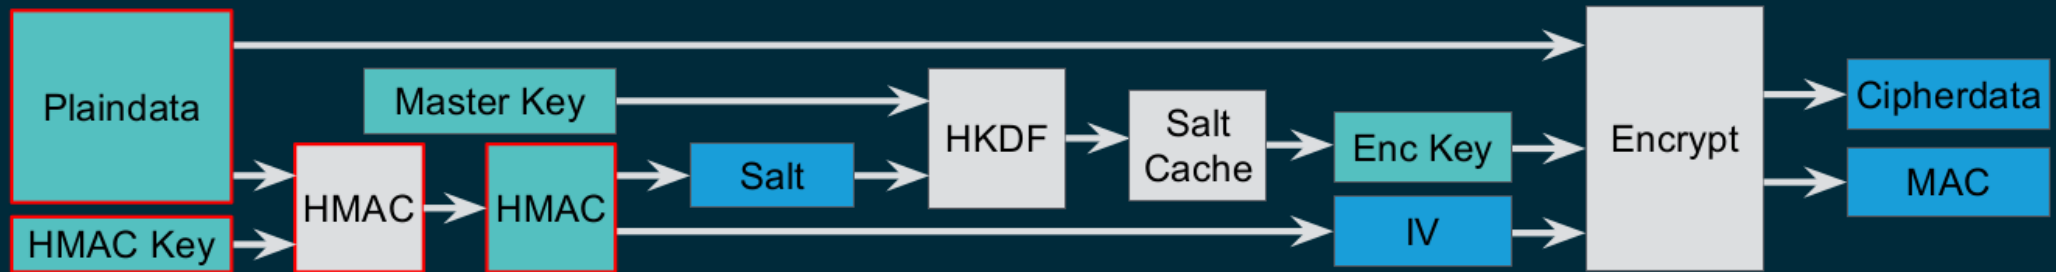 Plaindata
HMAC Key
Master Key
HMAC
HMAC
Salt
HKDF
Salt
Cache
Enc Key
IV
Encrypt
Cipherdata
MAC